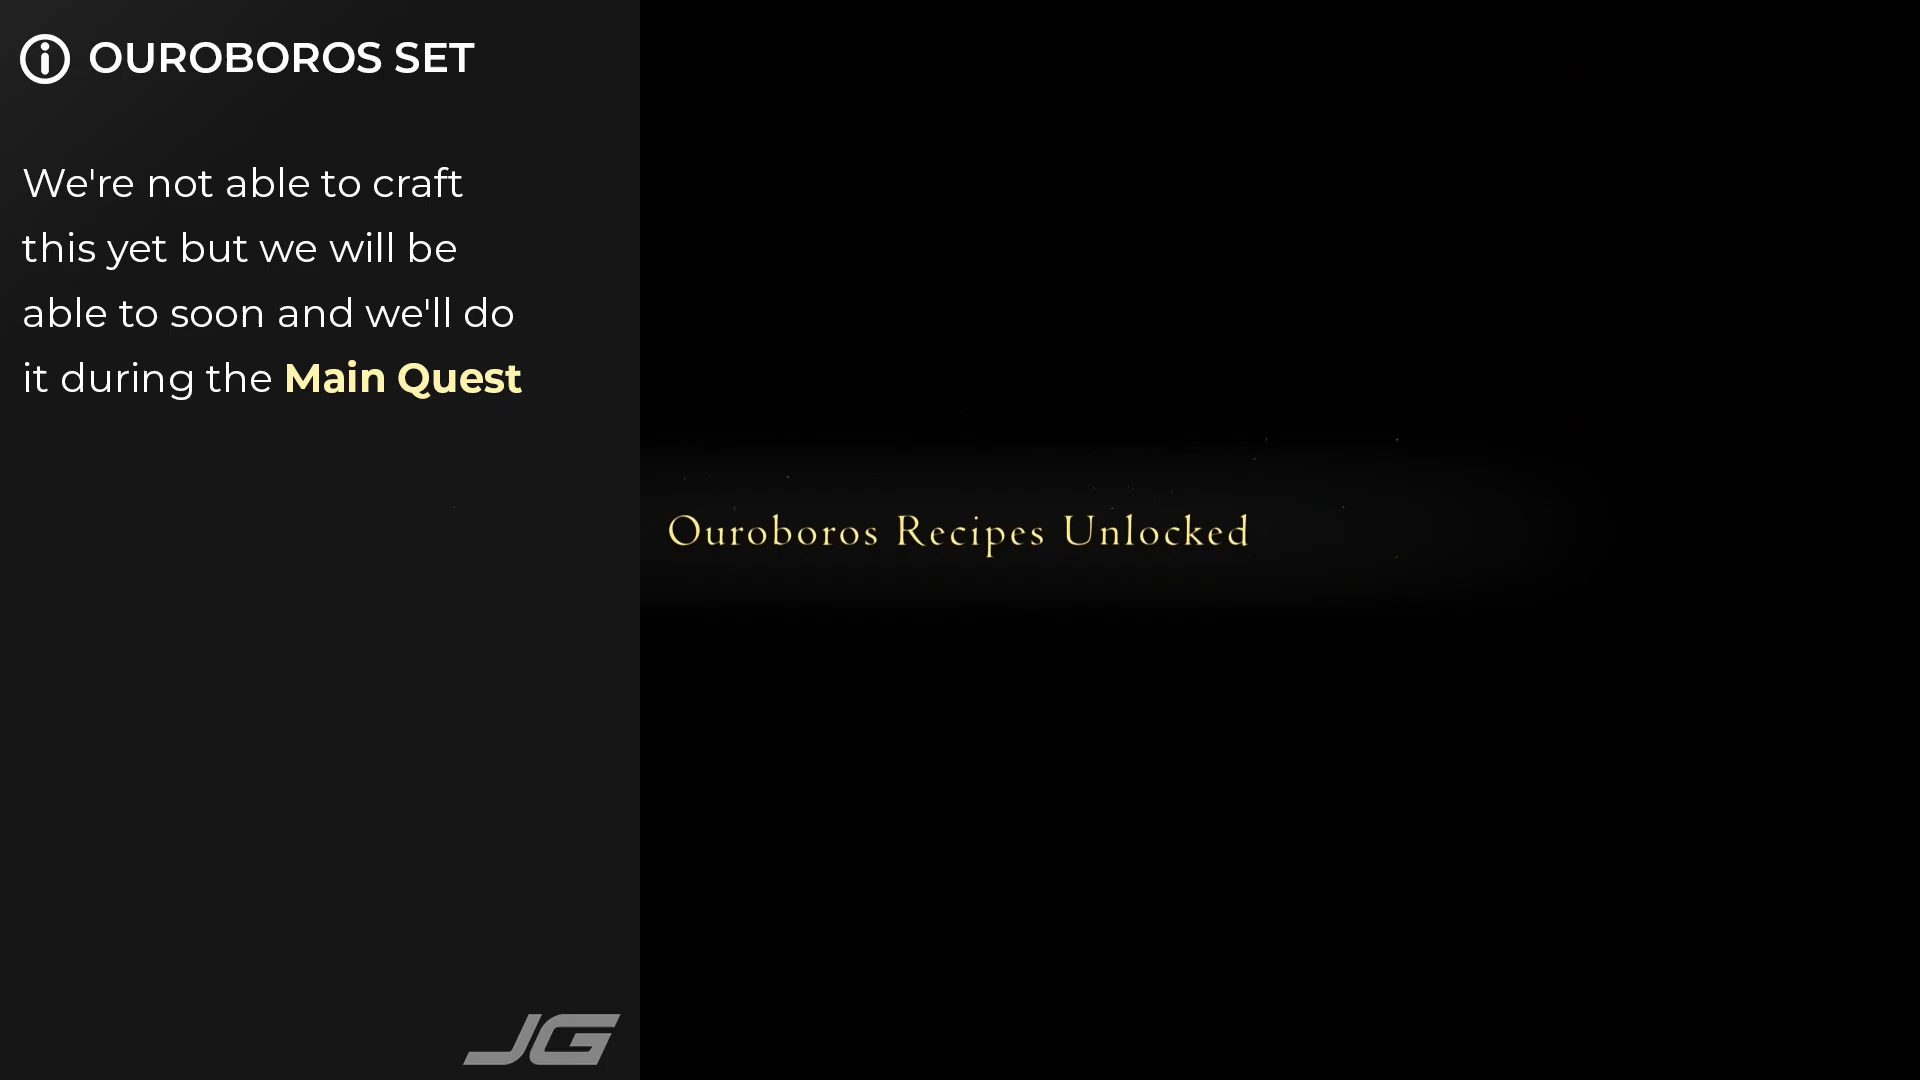 OUROBOROS SET
We're not able to craft
this yet but we will be
able to soon and we'll do
it during the Main Quest
Ouroboros Recipes Unlocked
JG